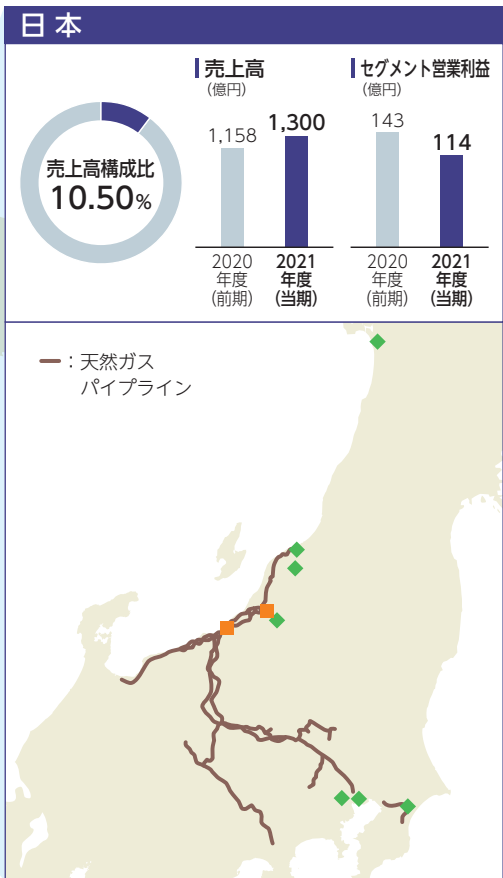 日本
売上高構成比
10.50%
売上高
(億円)
1,158
1,300
2020
年度
(前期)
2021
年度
(当期)
セグメント営業利益
(億円)
143
114
2020
年度
(前期)
2021
年度
(当期)
：天然ガス
パイプライン